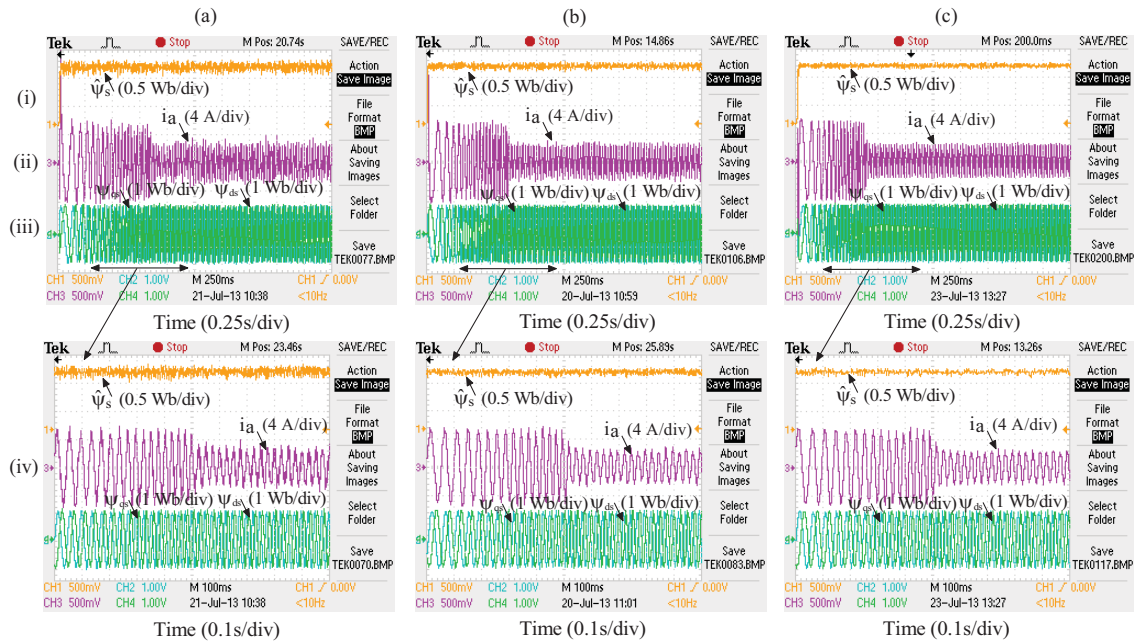 (a)
(b)
(c)
(i)
(ii)
(iii)
(iv)
Tek Stop M Pos: 20.74s SAVE/REC
Action
Save Image
File
Format
BMP
About
Saving
Images
Select
Folder
Save
TEK0077.BMP
ψ̂s (0.5 Wb/div)
ia (4 A/div)
ψqs (1 Wb/div) ψds (1 Wb/div)
1
3
CH1 500mV CH2 1.00V M 250ms CH1 0.00V
CH3 500mV CH4 1.00V 21-Jul-13 10:38 <10Hz
Time (0.25s/div)
Tek Stop M Pos: 14.86s SAVE/REC
Action
Save Image
File
Format
BMP
About
Saving
Images
Select
Folder
Save
TEK0106.BMP
ψ̂s (0.5 Wb/div)
ia (4 A/div)
ψqs (1 Wb/div) ψds (1 Wb/div)
1
3
CH1 500mV CH2 1.00V M 250ms CH1 0.00V
CH3 500mV CH4 1.00V 20-Jul-13 10:59 <10Hz
Time (0.25s/div)
Tek Stop M Pos: 200.0ms SAVE/REC
Action
Save Image
File
Format
BMP
About
Saving
Images
Select
Folder
Save
TEK0200.BMP
ψ̂s (0.5 Wb/div)
ia (4 A/div)
ψqs (1 Wb/div) ψds (1 Wb/div)
1
3
CH1 500mV CH2 1.00V M 250ms CH1 0.00V
CH3 500mV CH4 1.00V 23-Jul-13 13:27 <10Hz
Time (0.25s/div)
Tek Stop M Pos: 23.46s SAVE/REC
Action
Save Image
File
Format
BMP
About
Saving
Images
Select
Folder
Save
TEK0070.BMP
ψ̂s (0.5 Wb/div)
ia (4 A/div)
ψqs (1 Wb/div) ψds (1 Wb/div)
1
3
CH1 500mV CH2 1.00V M 100ms CH1 0.00V
CH3 500mV CH4 1.00V 21-Jul-13 10:38 <10Hz
Time (0.1s/div)
Tek Stop M Pos: 25.89s SAVE/REC
Action
Save Image
File
Format
BMP
About
Saving
Images
Select
Folder
Save
TEK0083.BMP
ψ̂s (0.5 Wb/div)
ia (4 A/div)
ψqs (1 Wb/div) ψds (1 Wb/div)
1
3
CH1 500mV CH2 1.00V M 100ms CH1 0.00V
CH3 500mV CH4 1.00V 20-Jul-13 11:01 <10Hz
Time (0.1s/div)
Tek Stop M Pos: 13.26s SAVE/REC
Action
Save Image
File
Format
BMP
About
Saving
Images
Select
Folder
Save
TEK0117.BMP
ψ̂s (0.5 Wb/div)
ia (4 A/div)
ψqs (1 Wb/div) ψds (1 Wb/div)
1
3
CH1 500mV CH2 1.00V M 100ms CH1 0.00V
CH3 500mV CH4 1.00V 23-Jul-13 13:27 <10Hz
Time (0.1s/div)